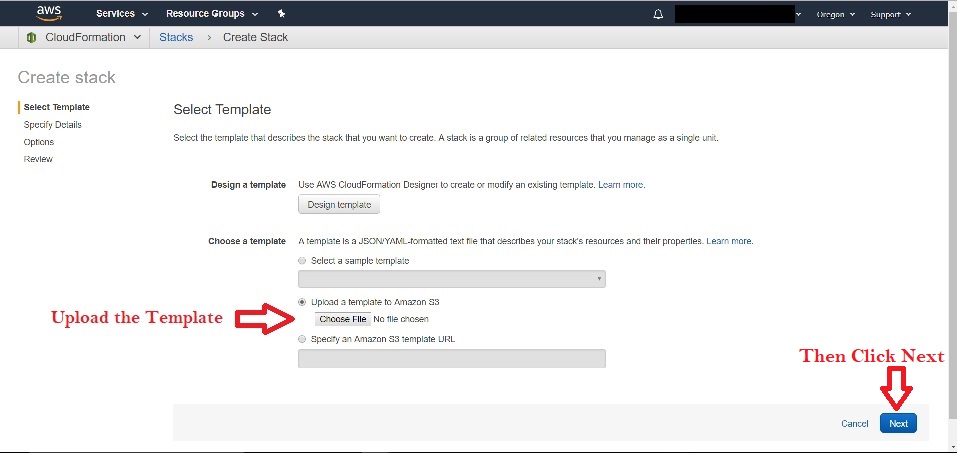 aws Services Resource Groups Oregon Support
CloudFormation Stacks > Create Stack
Create stack
Select Template
Specify Details
Options
Review
Select Template
Select the template that describes the stack that you want to create. A stack is a group of related resources that you manage as a single unit.
Design a template Use AWS CloudFormation Designer to create or modify an existing template. Learn more.
Design template
Choose a template A template is a JSON/YAML-formatted text file that describes your stack's resources and their properties. Learn more.
Select a sample template
Upload a template to Amazon S3
Upload the Template Choose File No file chosen
Specify an Amazon S3 template URL
Then Click Next
Cancel Next